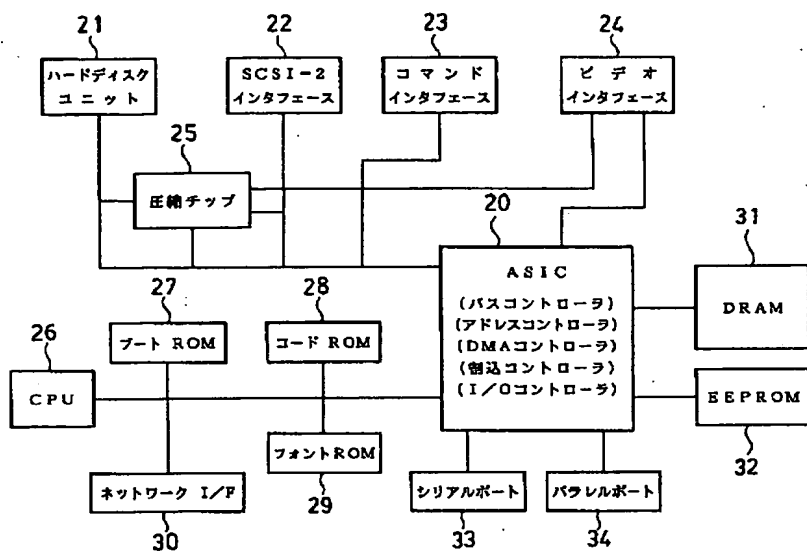 21
22
23
24
ハードディスク
ユニット
SCSI-2
インタフェース
コマンド
インタフェース
ビデオ
インタフェース
25
圧縮チップ
20
ASIC
(バスコントローラ)
(アドレスコントローラ)
(DMAコントローラ)
(割込コントローラ)
(I/Oコントローラ)
31
DRAM
27
ブート ROM
28
コード ROM
26
CPU
EEPROM
32
フォントROM
29
ネットワーク I/F
30
シリアルポート
33
パラレルポート
34